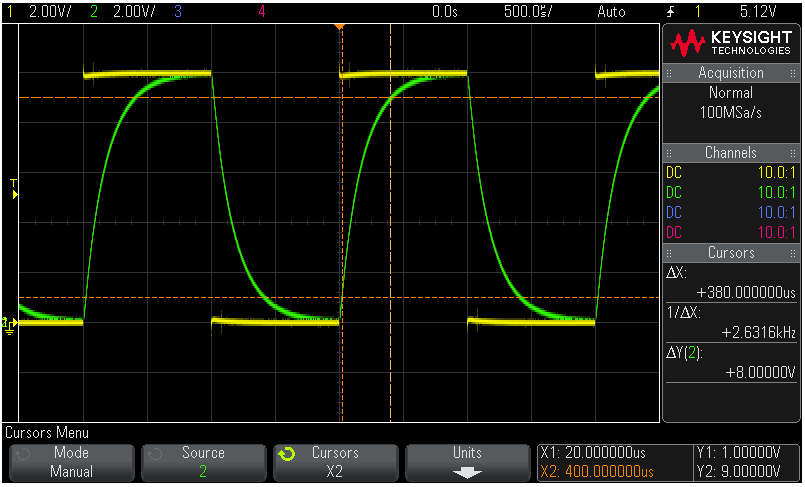 1 2.00V/ 2 2.00V/ 3 4 0.0s 500.0us/ Auto 1 5.12V
KEYSIGHT
TECHNOLOGIES
Acquisition
Normal
100MSa/s
Channels
DC 10.0:1
DC 10.0:1
DC 10.0:1
DC 10.0:1
Cursors
ΔX:
+380.000000us
1/ΔX:
+2.6316kHz
ΔY(2):
+8.00000V
T
Cursors Menu
Mode
Manual
Source
2
Cursors
X2
Units
X1: 20.000000us
X2: 400.000000us
Y1: 1.00000V
Y2: 9.00000V